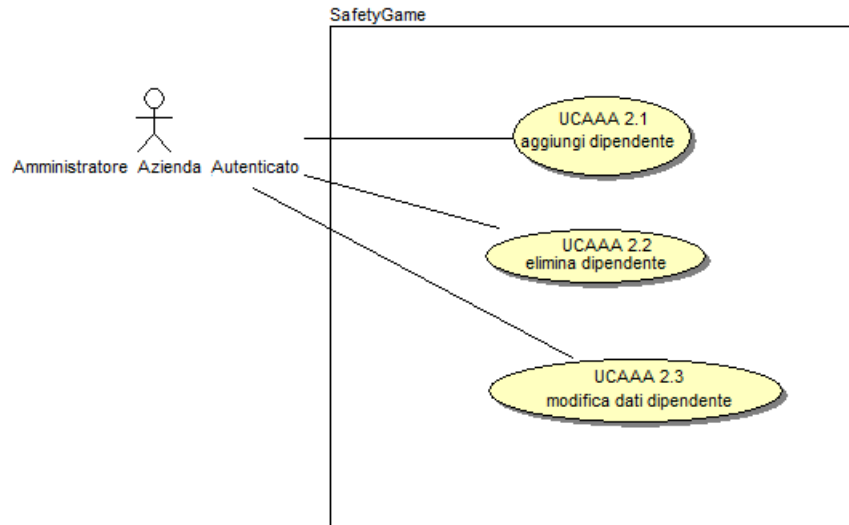 SafetyGame
UCAAA 2.1
aggiungi dipendente
Amministratore Azienda Autenticato
UCAAA 2.2
elimina dipendente
UCAAA 2.3
modifica dati dipendente